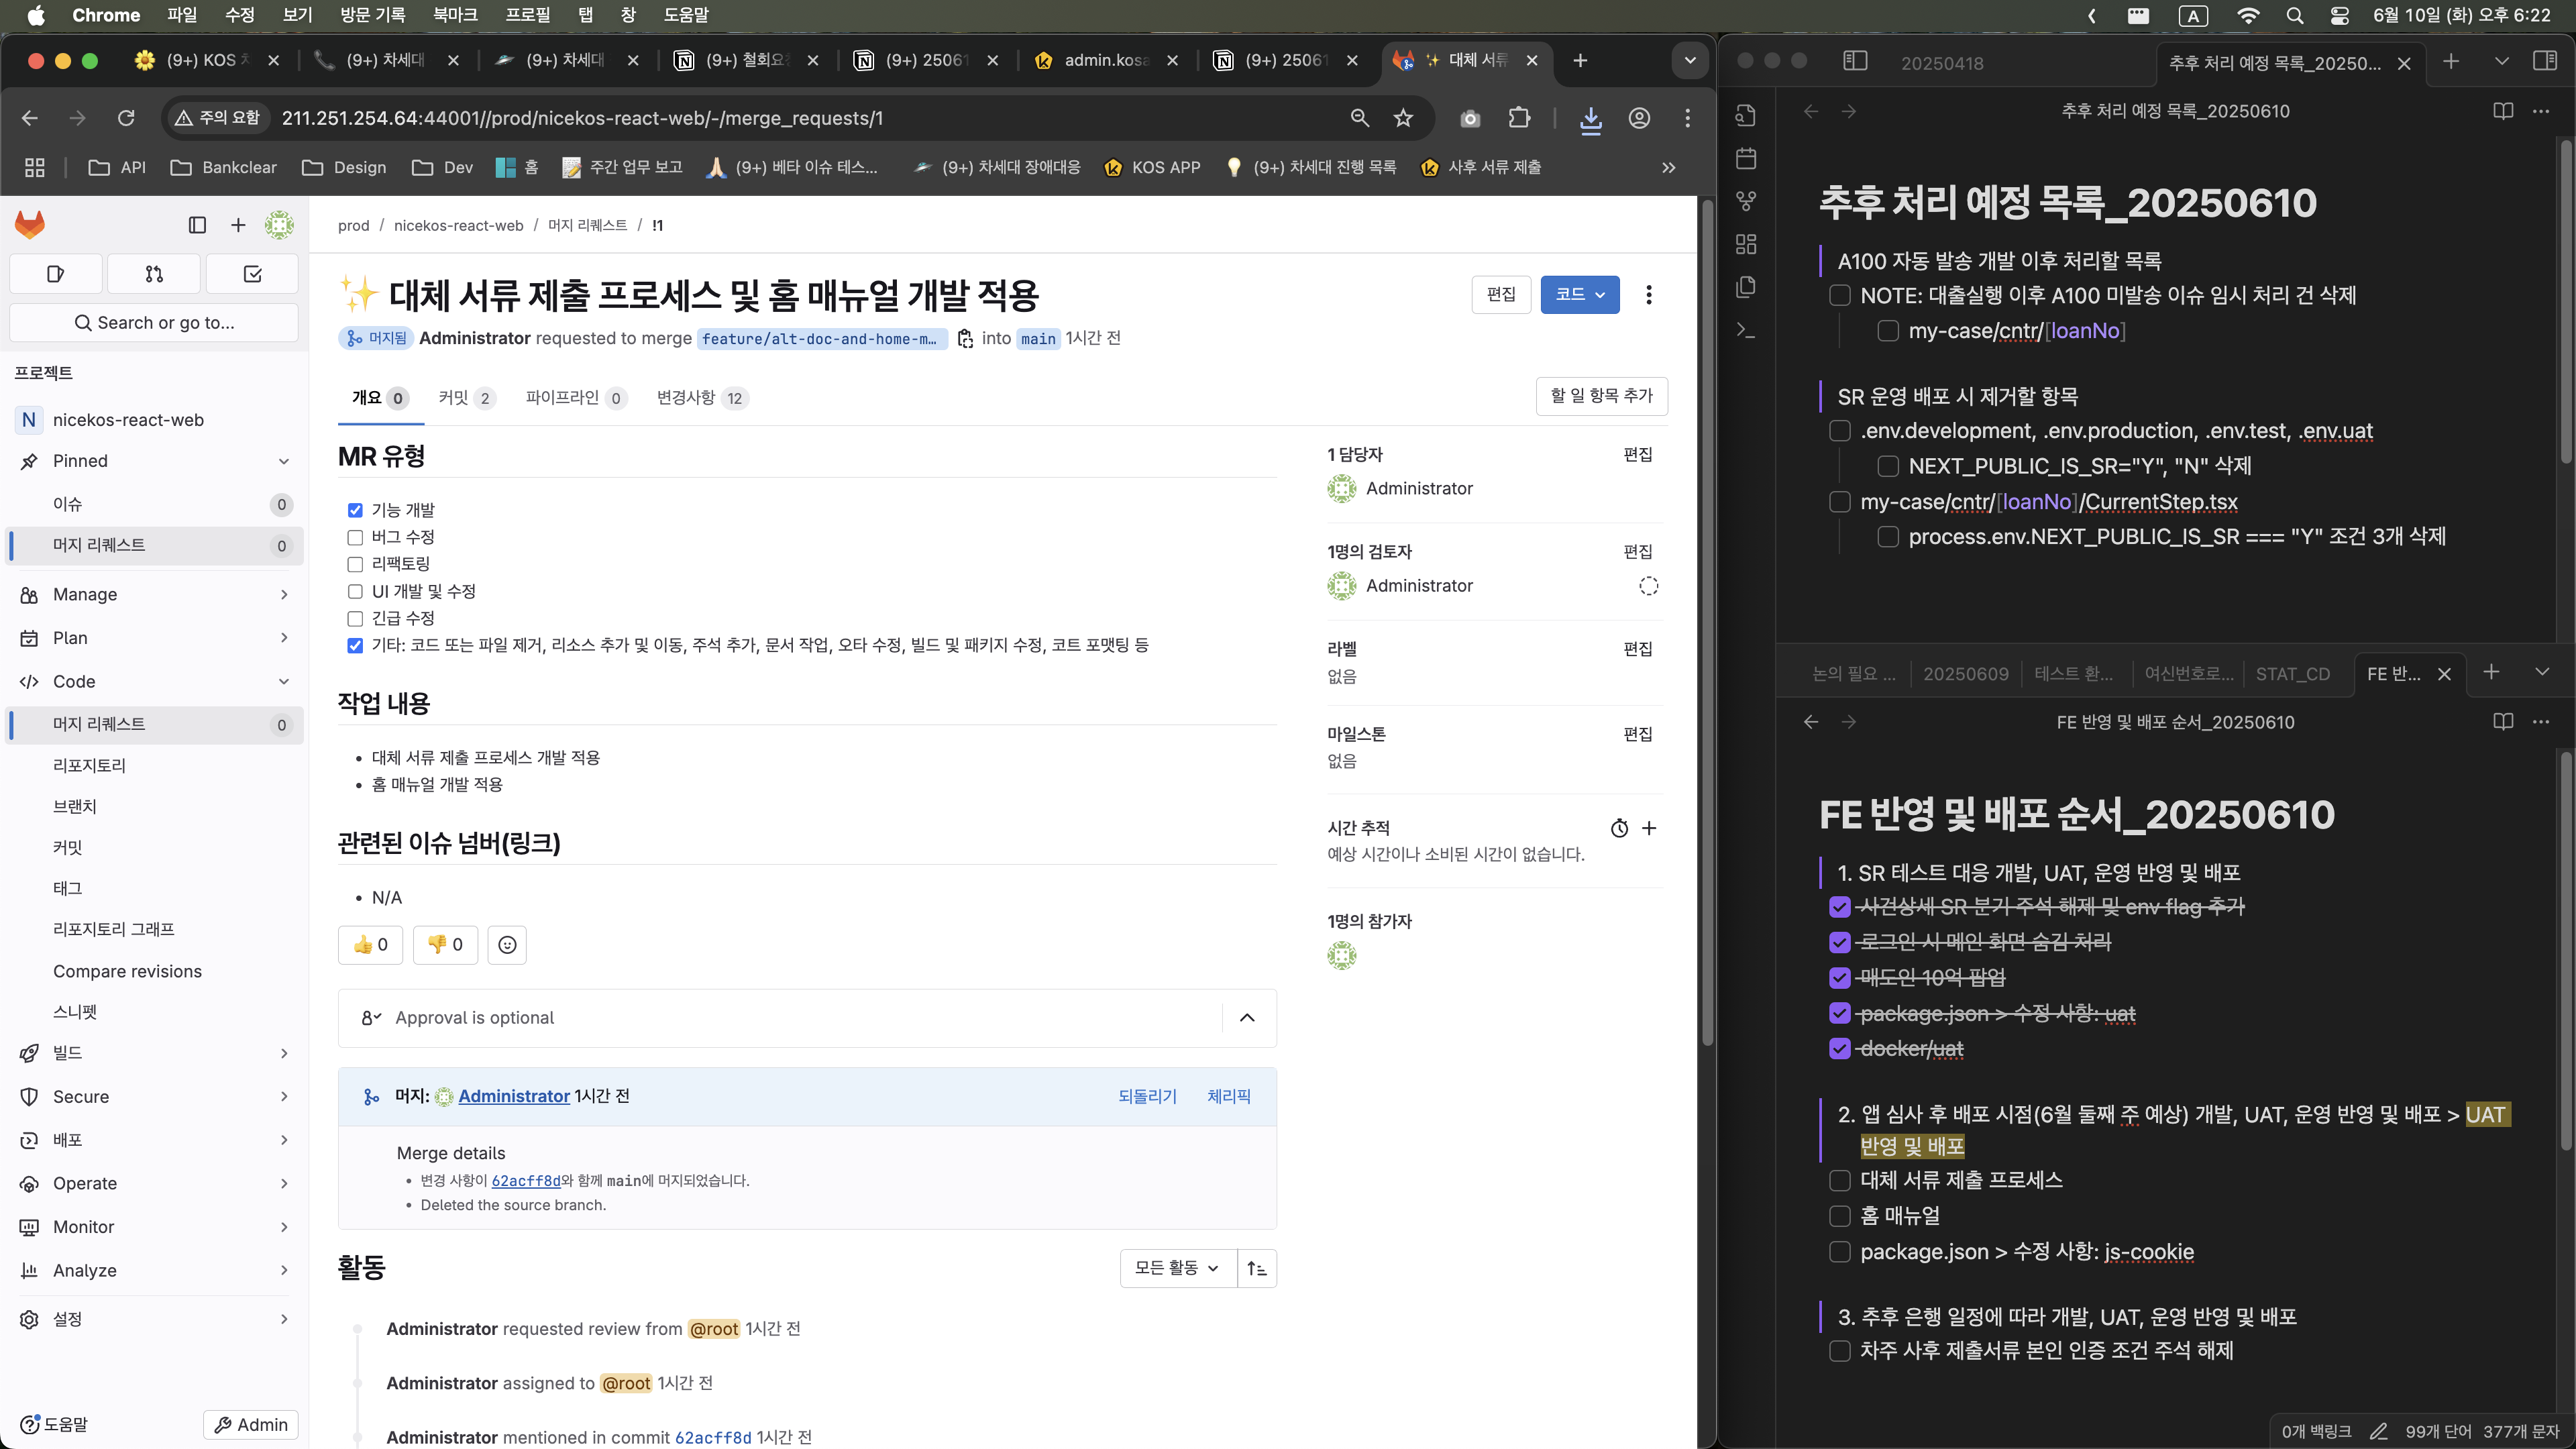 Chrome 파일 수정 보기 방문 기록 북마크 프로필 탭 창 도움말
A 6월 10일 (화) 오후 6:22
(9+) KOS 차
(9+) 차세대
(9+) 차세대
(9+) 철회요청
(9+) 25061
admin.kosa
(9+) 25061
✨ 대체 서류
주의 요함 211.251.254.64:44001//prod/nicekos-react-web/-/merge_requests/1
API Bankclear Design Dev 홈 주간 업무 보고 (9+) 베타 이슈 테스... (9+) 차세대 장애대응 KOS APP (9+) 차세대 진행 목록 사후 서류 제출
Search or go to...
프로젝트
N nicekos-react-web
Pinned
이슈 0
머지 리퀘스트 0
Manage
Plan
Code
머지 리퀘스트 0
리포지토리
브랜치
커밋
태그
리포지토리 그래프
Compare revisions
스니펫
빌드
Secure
배포
Operate
Monitor
Analyze
설정
도움말 Admin
prod / nicekos-react-web / 머지 리퀘스트 / !1
✨ 대체 서류 제출 프로세스 및 홈 매뉴얼 개발 적용
편집 코드
머지됨 Administrator requested to merge feature/alt-doc-and-home-m… into main 1시간 전
개요 0 커밋 2 파이프라인 0 변경사항 12
할 일 항목 추가
MR 유형
기능 개발
버그 수정
리팩토링
UI 개발 및 수정
긴급 수정
기타: 코드 또는 파일 제거, 리소스 추가 및 이동, 주석 추가, 문서 작업, 오타 수정, 빌드 및 패키지 수정, 코트 포맷팅 등
작업 내용
• 대체 서류 제출 프로세스 개발 적용
• 홈 매뉴얼 개발 적용
관련된 이슈 넘버(링크)
• N/A
👍 0 👎 0
Approval is optional
머지: Administrator 1시간 전 되돌리기 체리픽
Merge details
• 변경 사항이 62acff8d와 함께 main에 머지되었습니다.
• Deleted the source branch.
활동
모든 활동
Administrator requested review from @root 1시간 전
Administrator assigned to @root 1시간 전
Administrator mentioned in commit 62acff8d 1시간 전
1 담당자 편집
Administrator
1명의 검토자 편집
Administrator
라벨 편집
없음
마일스톤 편집
없음
시간 추적
예상 시간이나 소비된 시간이 없습니다.
1명의 참가자
20250418 추후 처리 예정 목록_20250...
추후 처리 예정 목록_20250610
추후 처리 예정 목록_20250610
A100 자동 발송 개발 이후 처리할 목록
NOTE: 대출실행 이후 A100 미발송 이슈 임시 처리 건 삭제
my-case/cntr/[loanNo]
SR 운영 배포 시 제거할 항목
.env.development, .env.production, .env.test, .env.uat
NEXT_PUBLIC_IS_SR="Y", "N" 삭제
my-case/cntr/[loanNo]/CurrentStep.tsx
process.env.NEXT_PUBLIC_IS_SR === "Y" 조건 3개 삭제
논의 필요 ... 20250609 테스트 환... 여신번호로... STAT_CD FE 반...
FE 반영 및 배포 순서_20250610
FE 반영 및 배포 순서_20250610
1. SR 테스트 대응 개발, UAT, 운영 반영 및 배포
사건상세 SR 분기 주석 해제 및 env flag 추가
로그인 시 메인 화면 숨김 처리
매도인 10억 팝업
package.json > 수정 사항: uat
docker/uat
2. 앱 심사 후 배포 시점(6월 둘째 주 예상) 개발, UAT, 운영 반영 및 배포 > UAT
반영 및 배포
대체 서류 제출 프로세스
홈 매뉴얼
package.json > 수정 사항: js-cookie
3. 추후 은행 일정에 따라 개발, UAT, 운영 반영 및 배포
차주 사후 제출서류 본인 인증 조건 주석 해제
0개 백링크 99개 단어 377개 문자